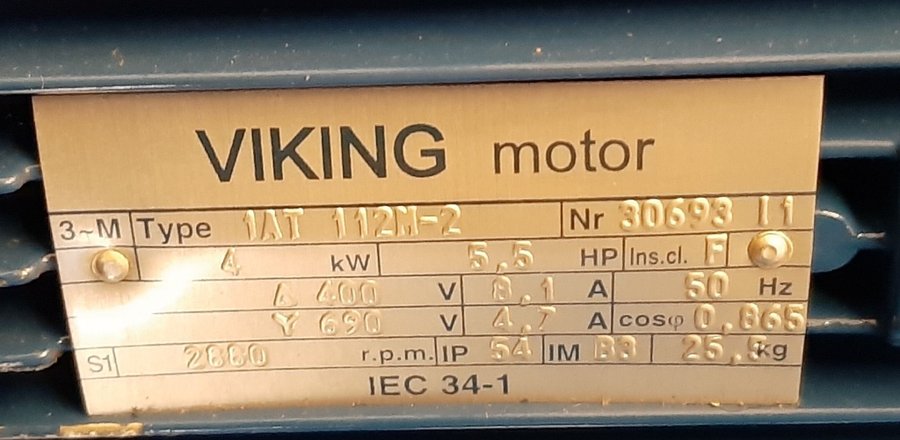 VIKING motor
3~M Type 1AT 112M-2 Nr 30693 11
4 kW 5,5 HP Ins.cl. F
Δ 400 V 8,1 A 50 Hz
Y 690 V 4,7 A cosφ 0,865
S1 2880 r.p.m. IP 54 IM B3 25,5 kg
IEC 34-1